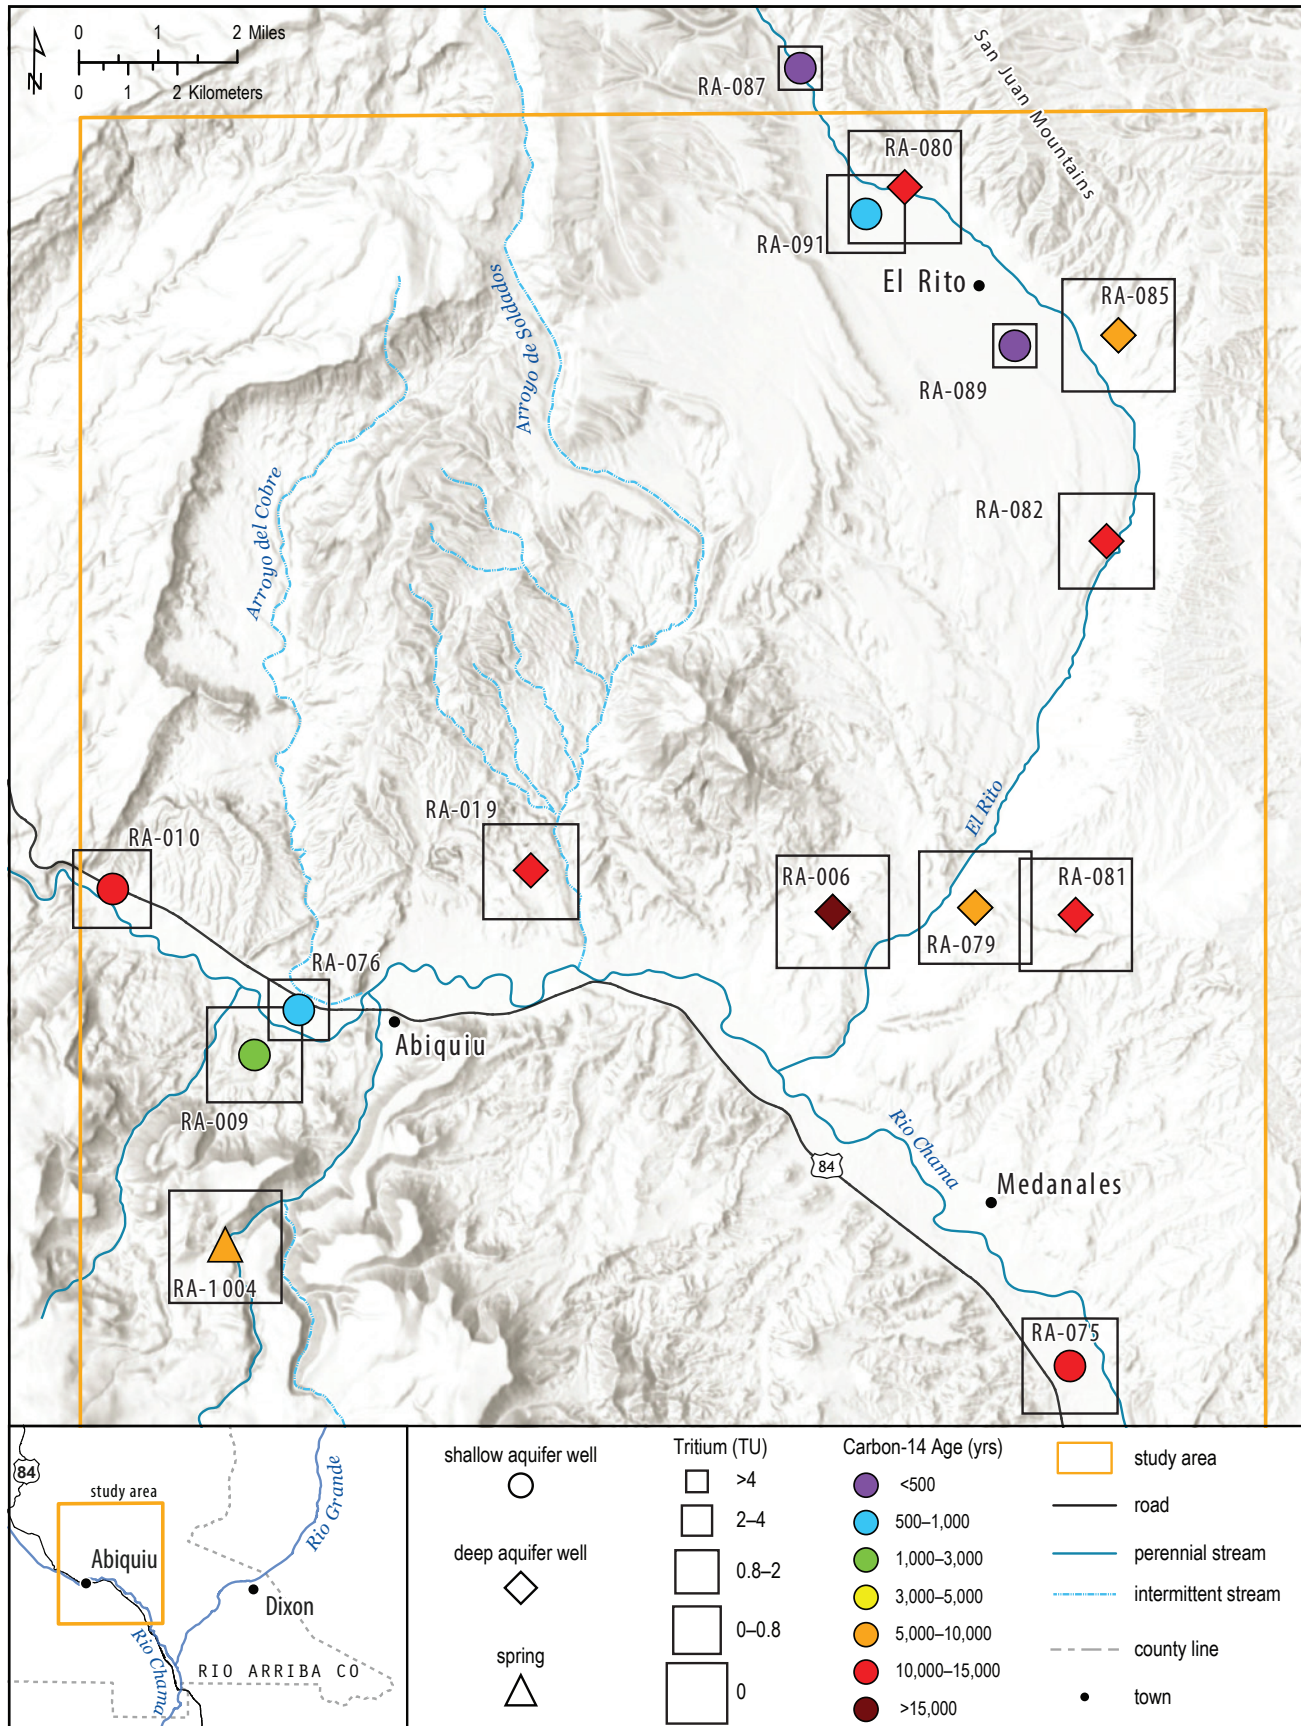 0 1 2 Miles
0 1 2 Kilometers
N
San Juan Mountains
RA-087
RA-080
RA-091
El Rito
RA-085
RA-089
Arroyo de Soldados
Arroyo del Cobre
RA-082
El Rito
RA-019
RA-010
RA-006
RA-081
RA-079
RA-076
Abiquiu
RA-009
Rio Chama
84
Medanales
RA-1004
RA-075
84
study area
Abiquiu
Rio Grande
Dixon
Rio Chama
RIO ARRIBA CO
shallow aquifer well
deep aquifer well
spring
Tritium (TU)
>4
2–4
0.8–2
0–0.8
0
Carbon-14 Age (yrs)
<500
500–1,000
1,000–3,000
3,000–5,000
5,000–10,000
10,000–15,000
>15,000
study area
road
perennial stream
intermittent stream
county line
town